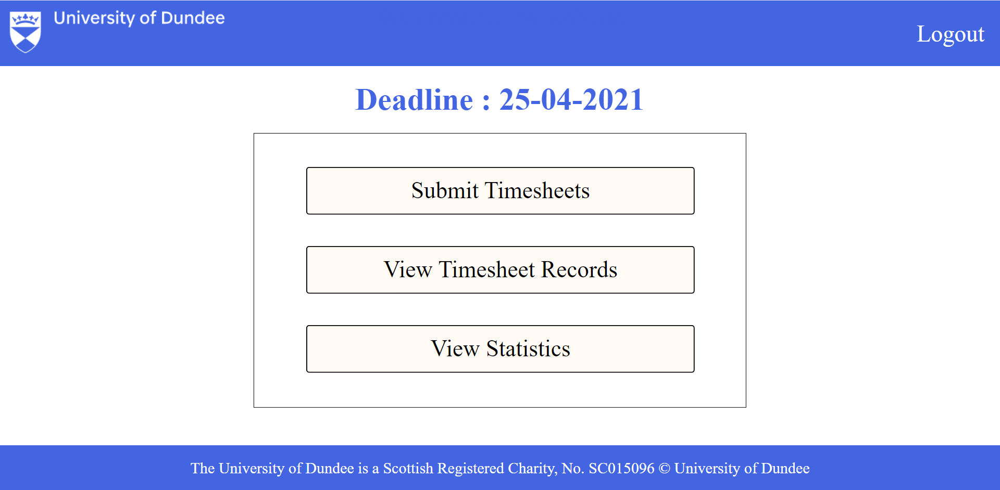 University of Dundee
Logout
Deadline : 25-04-2021
Submit Timesheets
View Timesheet Records
View Statistics
The University of Dundee is a Scottish Registered Charity, No. SC015096 © University of Dundee